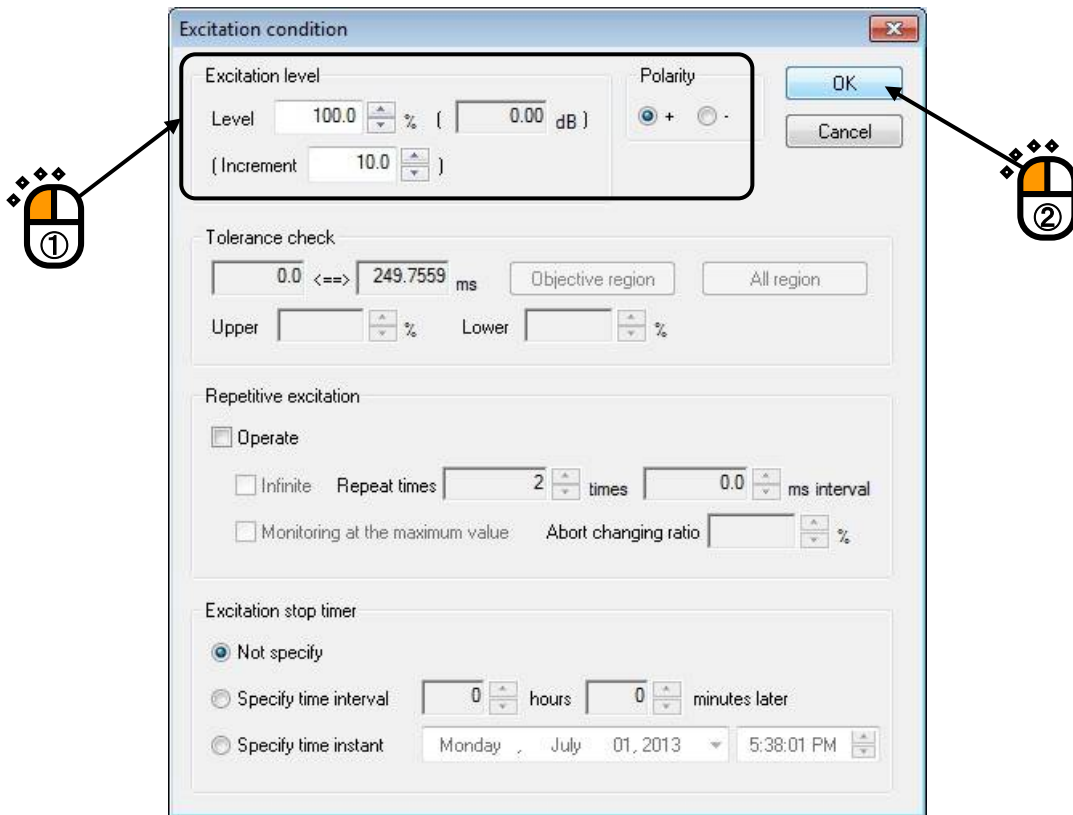 Excitation condition
Excitation level
Polarity
OK
Level 100.0 % ( 0.00 dB )
+ -
Cancel
( Increment 10.0 )
①
②
Tolerance check
0.0 <==> 249.7559 ms Objective region All region
Upper % Lower %
Repetitive excitation
Operate
Infinite Repeat times 2 times 0.0 ms interval
Monitoring at the maximum value Abort changing ratio %
Excitation stop timer
Not specify
Specify time interval 0 hours 0 minutes later
Specify time instant Monday , July 01, 2013 5:38:01 PM